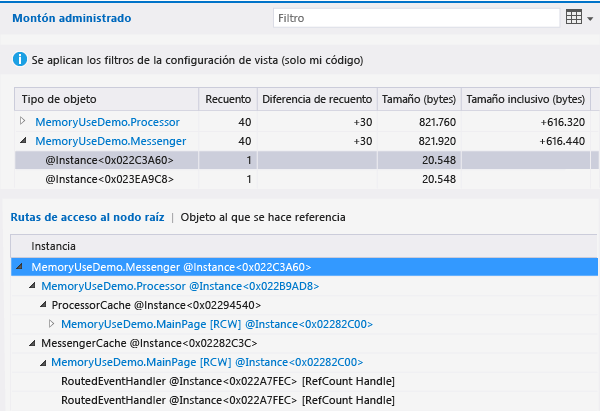 Montón administrado Filtro
Se aplican los filtros de la configuración de vista (solo mi código)
Tipo de objeto Recuento Diferencia de recuento Tamaño (bytes) Tamaño inclusivo (bytes)
MemoryUseDemo.Processor 40 +30 821.760 +616.320
MemoryUseDemo.Messenger 40 +30 821.920 +616.440
@Instance<0x022C3A60> 1 20.548
@Instance<0x023EA9C8> 1 20.548
Rutas de acceso al nodo raíz | Objeto al que se hace referencia
Instancia
MemoryUseDemo.Messenger @Instance<0x022C3A60>
MemoryUseDemo.Processor @Instance<0x022B9AD8>
ProcessorCache @Instance<0x02294540>
MemoryUseDemo.MainPage [RCW] @Instance<0x02282C00>
MessengerCache @Instance<0x02282C3C>
MemoryUseDemo.MainPage [RCW] @Instance<0x02282C00>
RoutedEventHandler @Instance<0x022A7FEC> [RefCount Handle]
RoutedEventHandler @Instance<0x022A7FEC> [RefCount Handle]